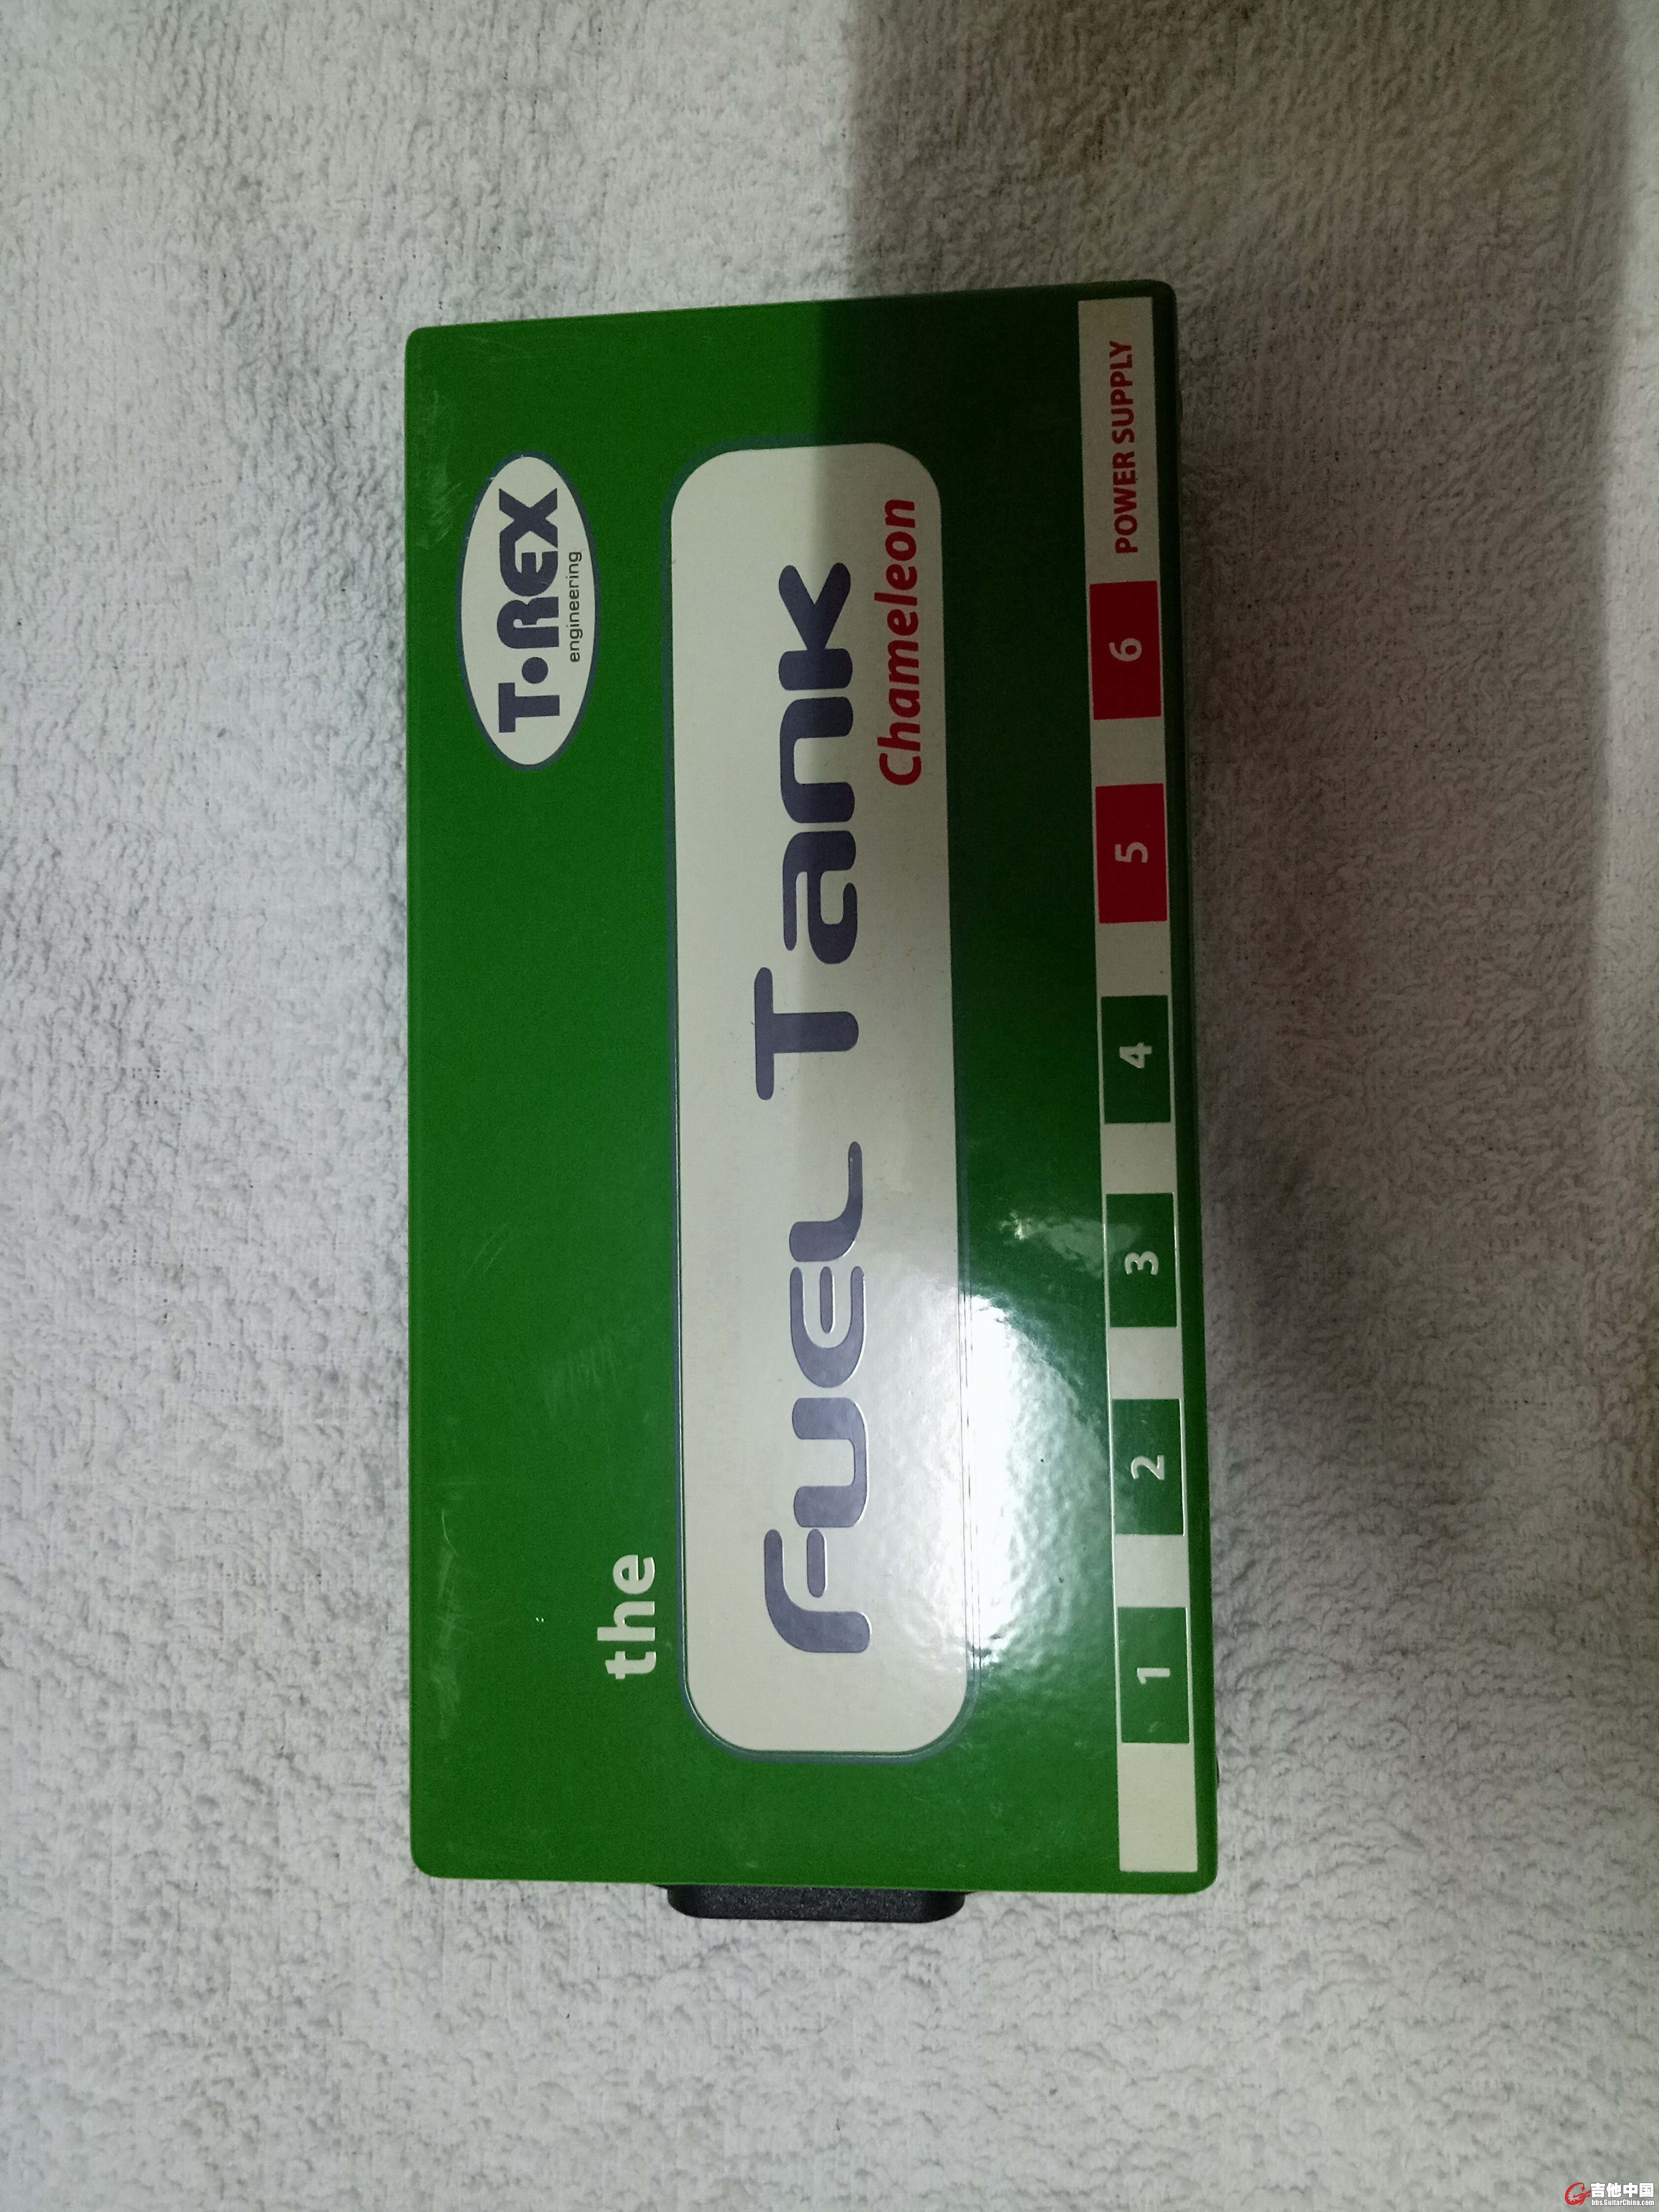 T·REX
engineering
the
Fuel Tank
Chameleon
1 2 3 4 5 6 POWER SUPPLY
吉他中国
bbs.GuitarChina.com